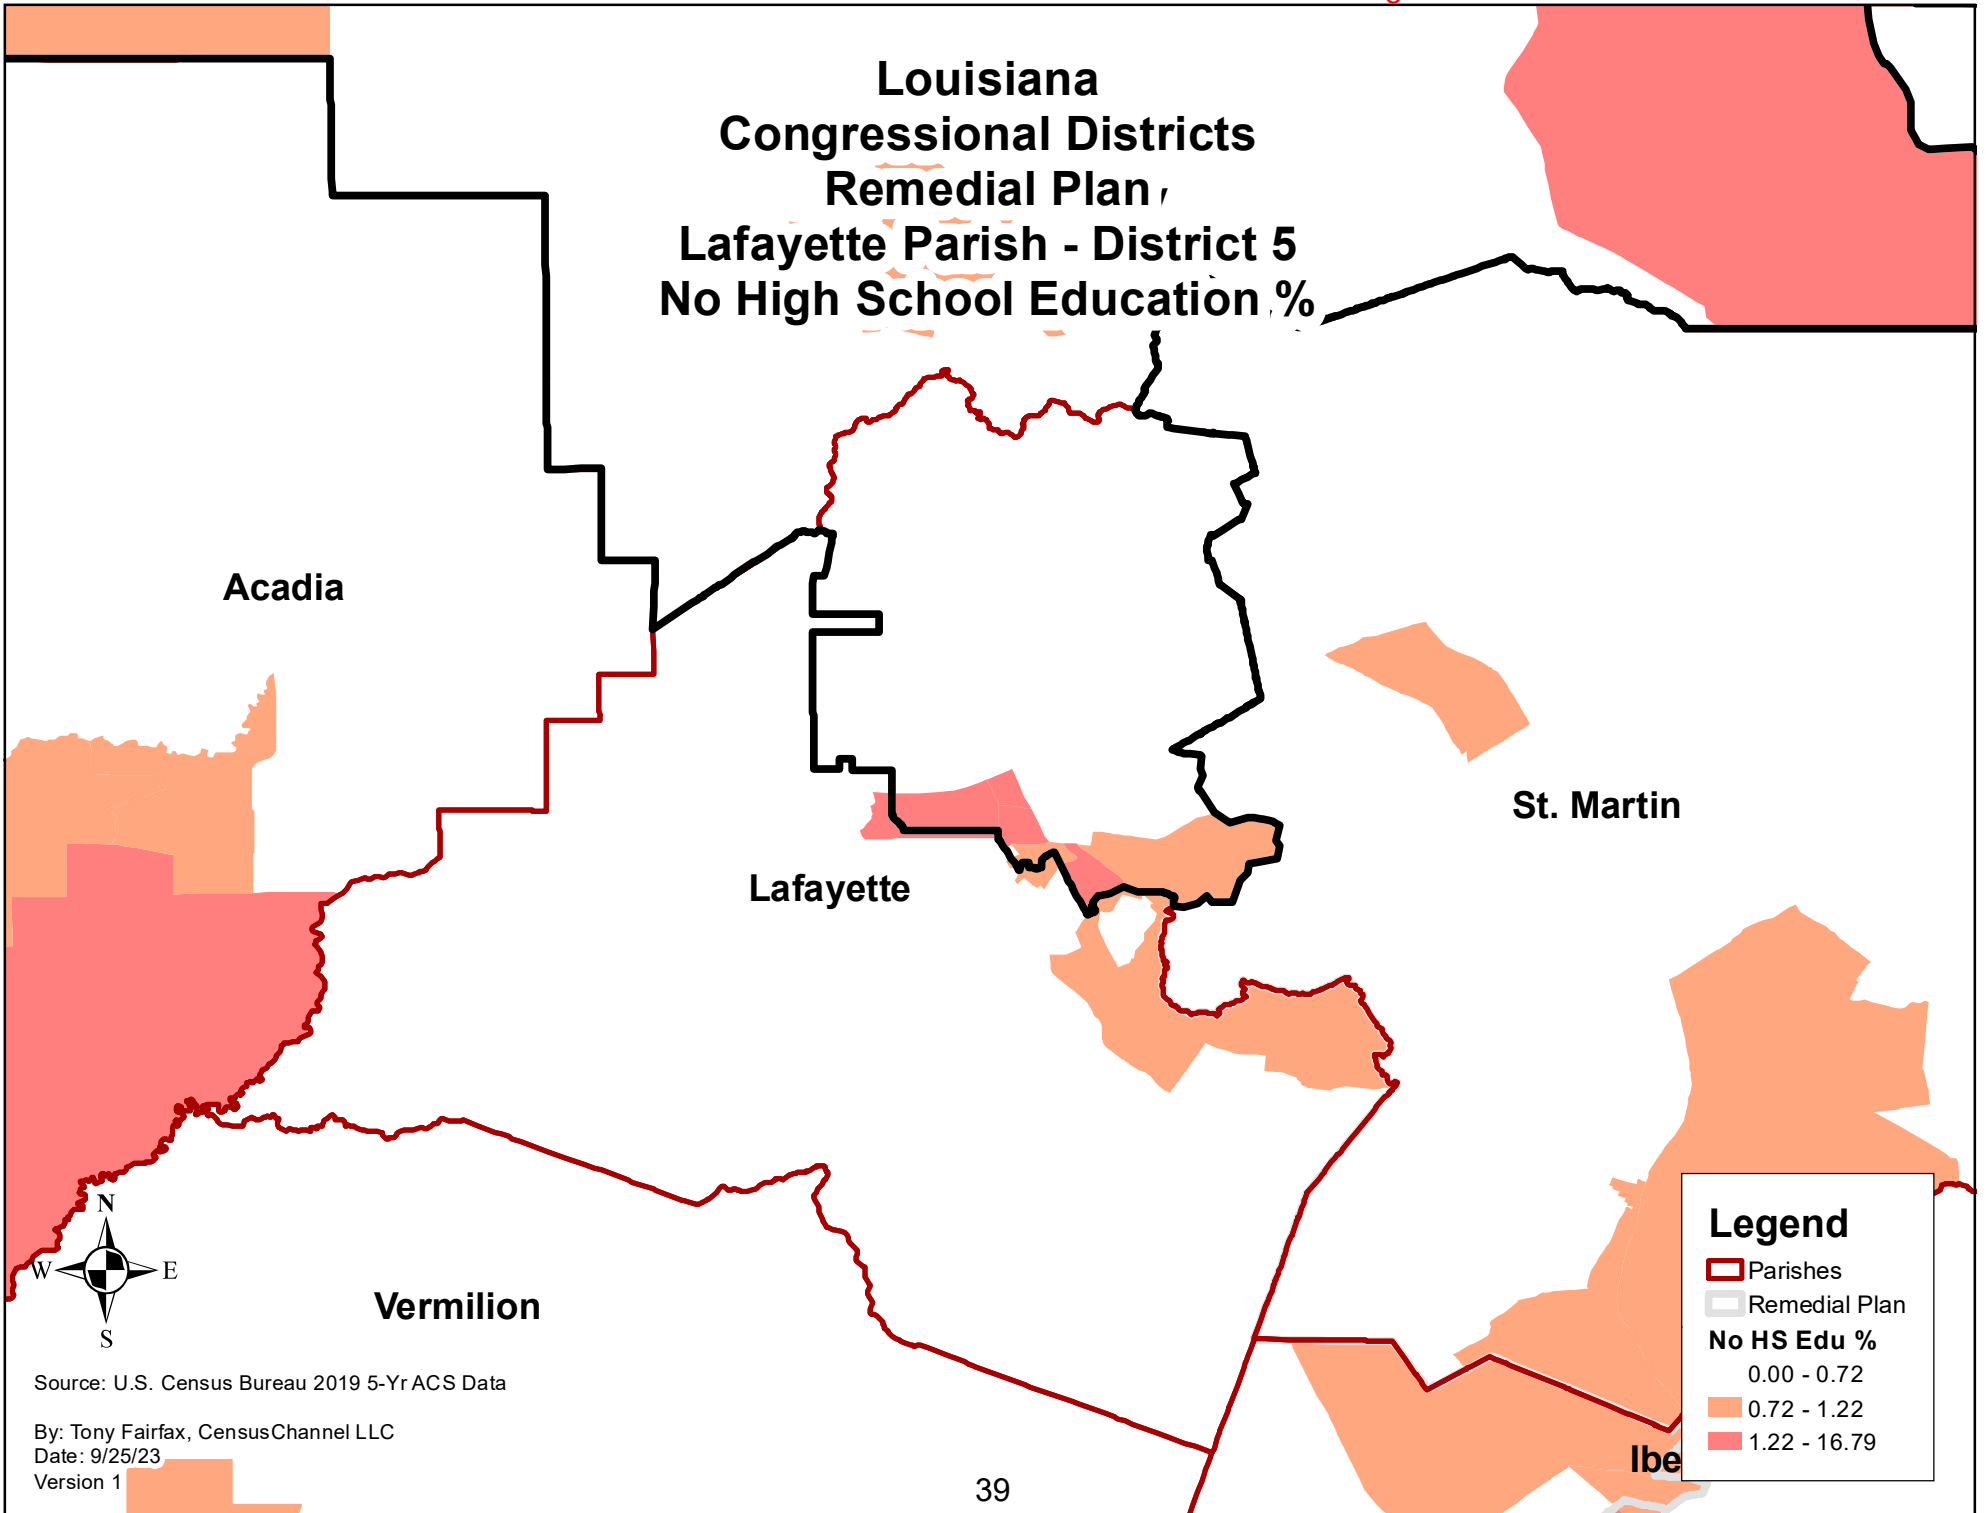 Louisiana
Congressional Districts
Remedial Plan
Lafayette Parish - District 5
No High School Education %
Acadia
St. Martin
Lafayette
Vermilion
N
W E
S
Source: U.S. Census Bureau 2019 5-Yr ACS Data
By: Tony Fairfax, CensusChannel LLC
Date: 9/25/23
Version 1
39
Ibe
Legend
Parishes
Remedial Plan
No HS Edu %
0.00 - 0.72
0.72 - 1.22
1.22 - 16.79